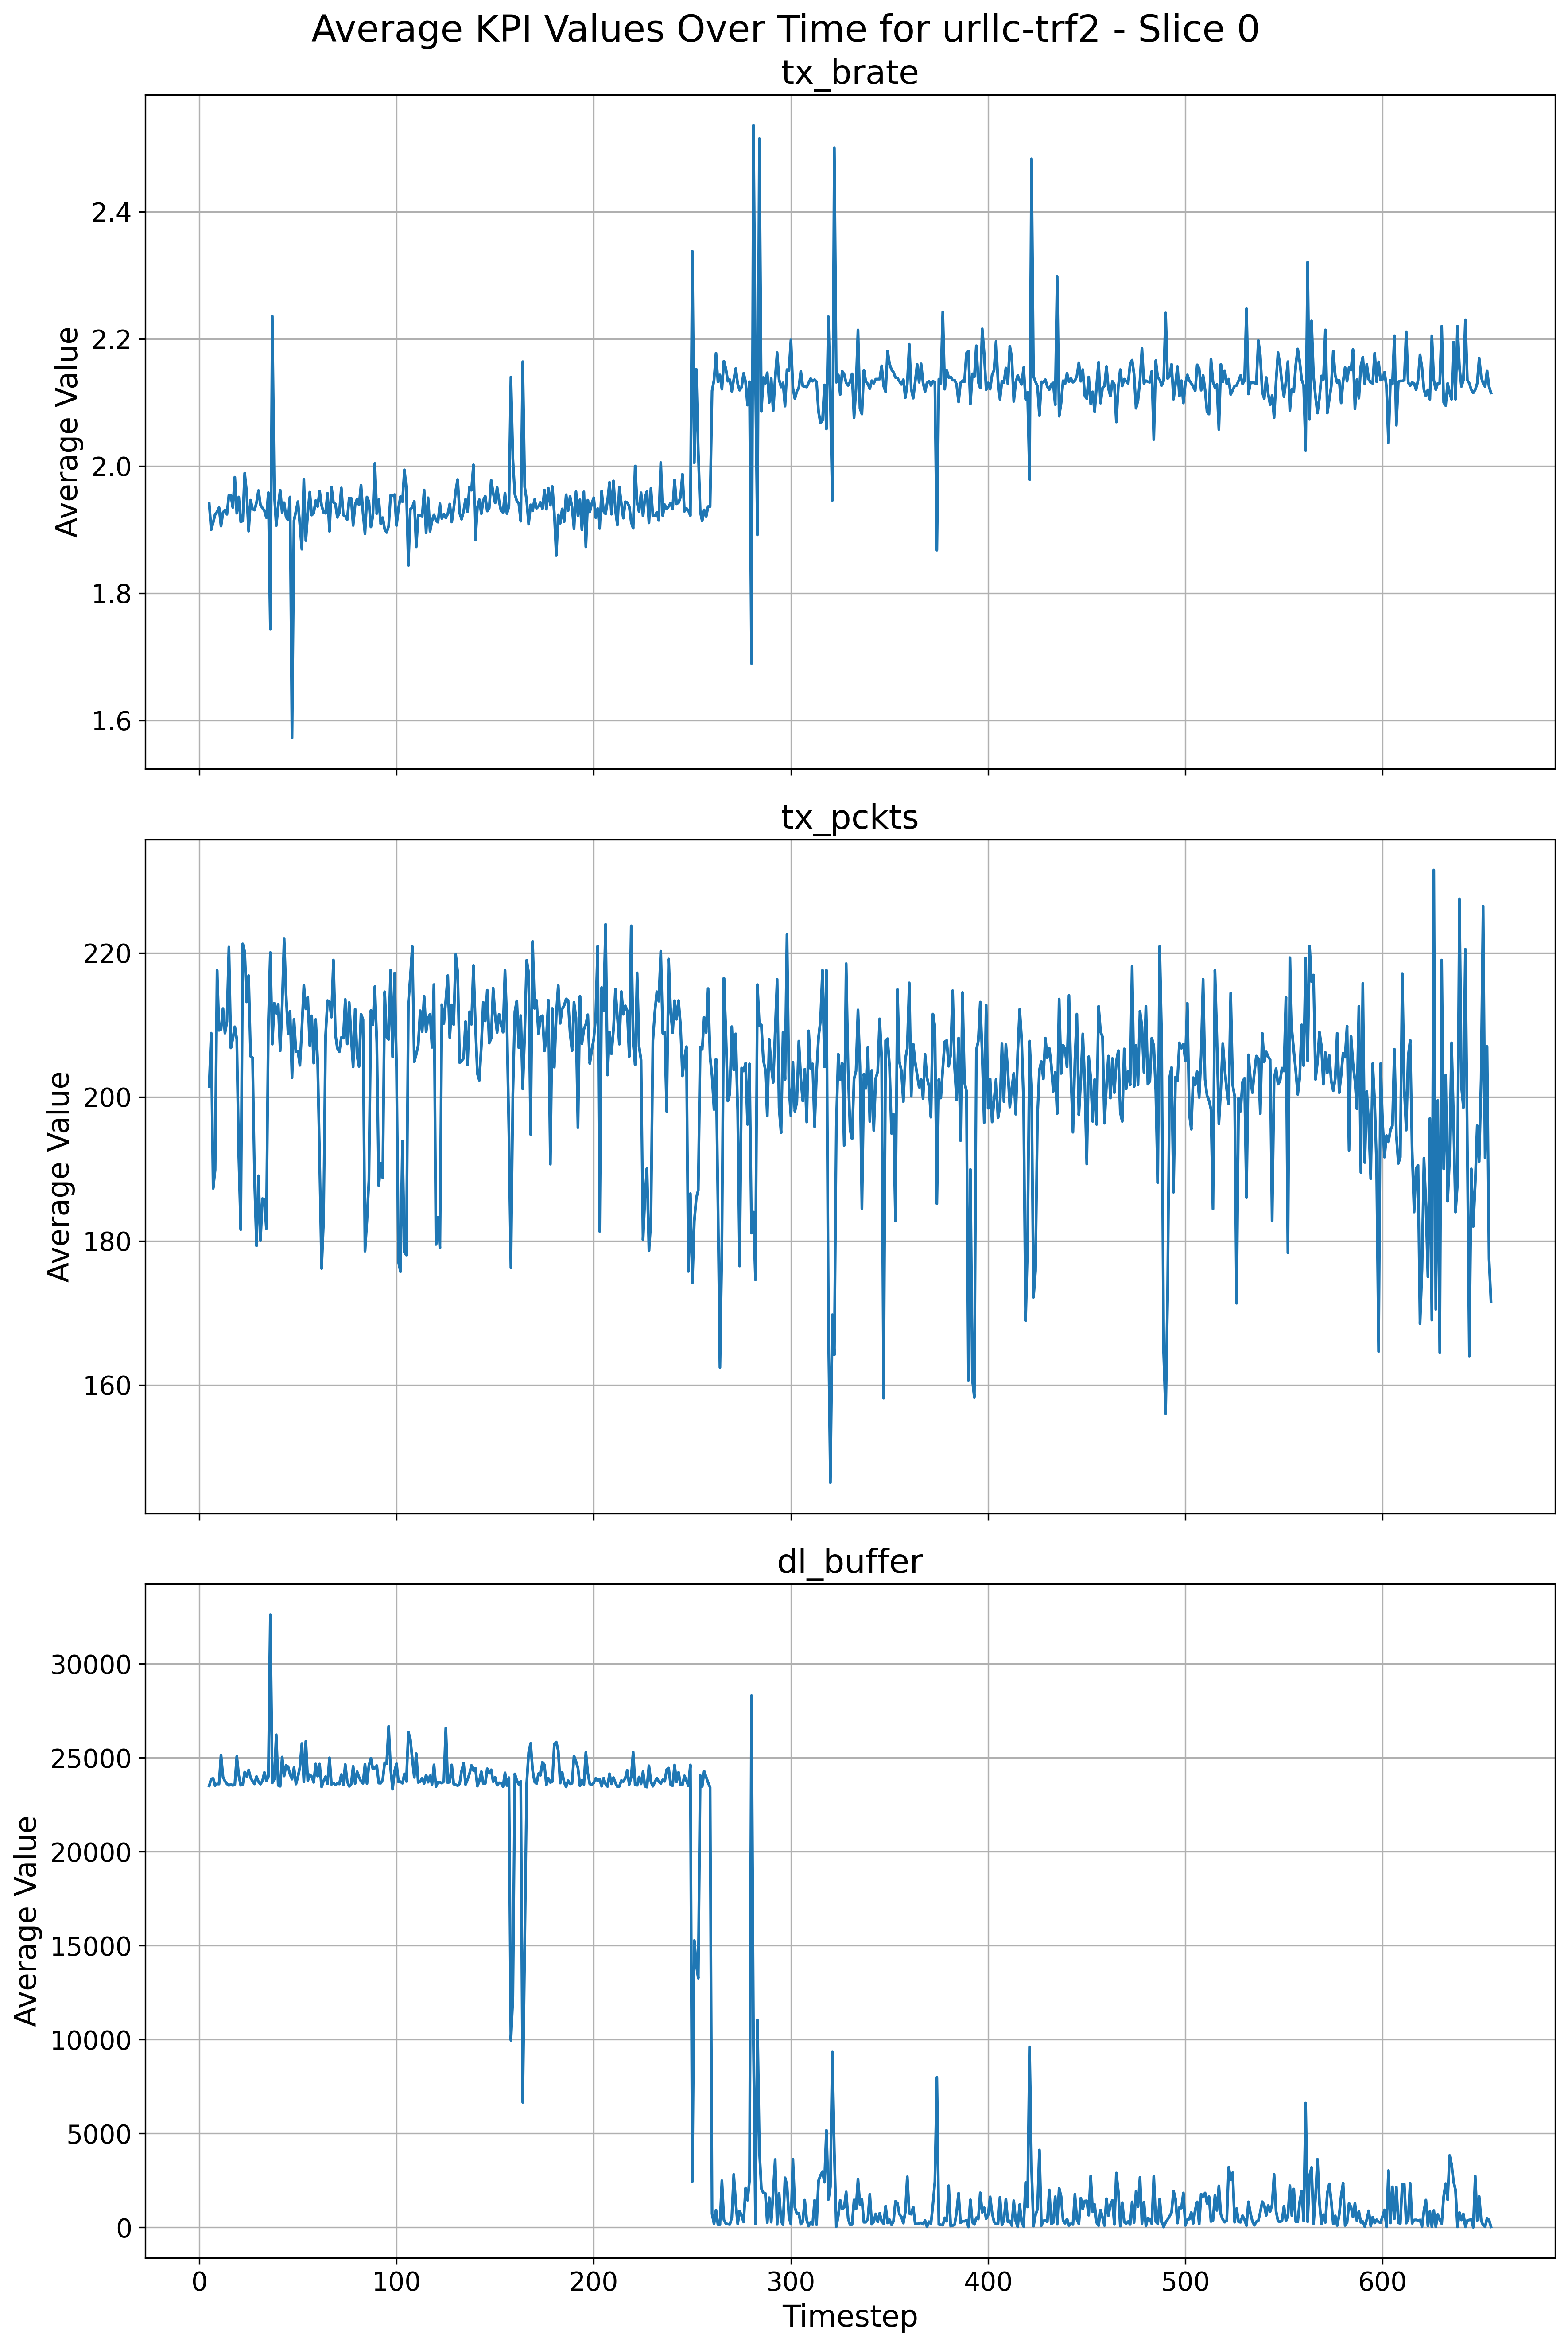 Average KPI Values Over Time for urllc-trf2 - Slice 0
tx_brate
Average Value
2.4
2.2
2.0
1.8
1.6
tx_pckts
Average Value
220
200
180
160
dl_buffer
Average Value
30000
25000
20000
15000
10000
5000
0
0 100 200 300 400 500 600
Timestep